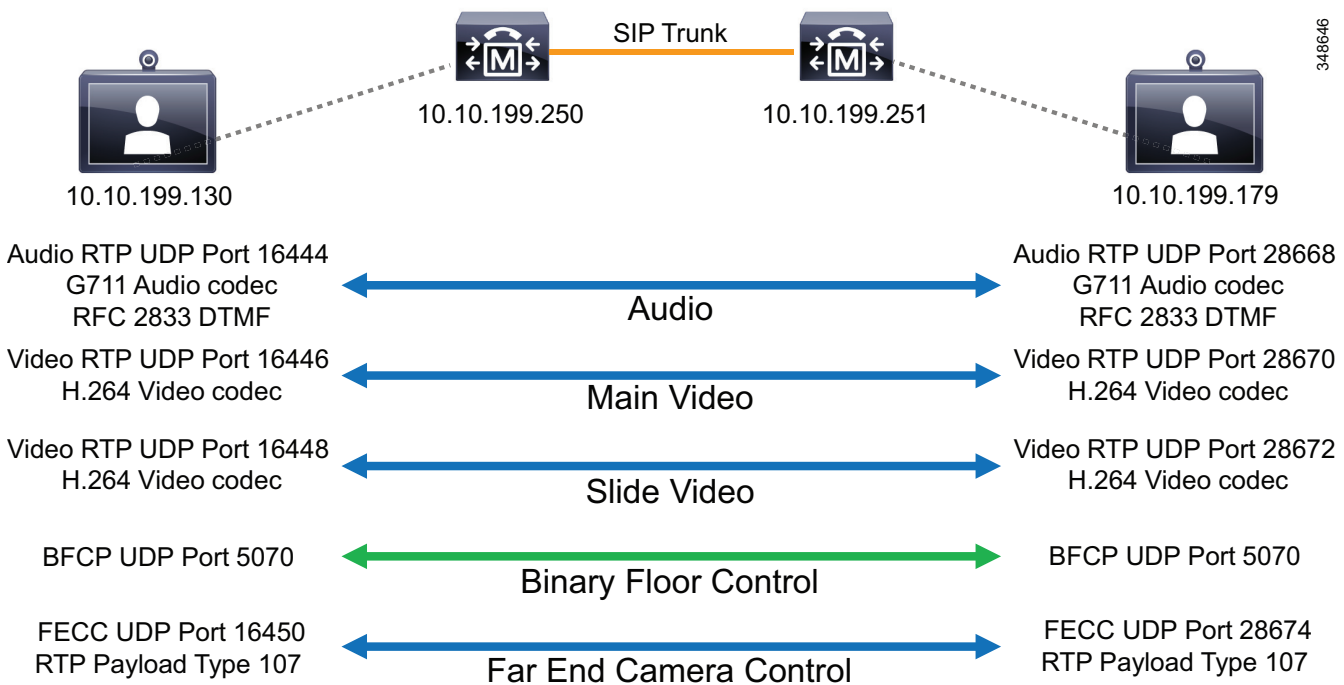 SIP Trunk
348646
M
M
10.10.199.250
10.10.199.251
10.10.199.130
10.10.199.179
Audio RTP UDP Port 16444
G711 Audio codec
RFC 2833 DTMF
Audio
Audio RTP UDP Port 28668
G711 Audio codec
RFC 2833 DTMF
Video RTP UDP Port 16446
H.264 Video codec
Main Video
Video RTP UDP Port 28670
H.264 Video codec
Video RTP UDP Port 16448
H.264 Video codec
Slide Video
Video RTP UDP Port 28672
H.264 Video codec
BFCP UDP Port 5070
Binary Floor Control
BFCP UDP Port 5070
FECC UDP Port 16450
RTP Payload Type 107
Far End Camera Control
FECC UDP Port 28674
RTP Payload Type 107